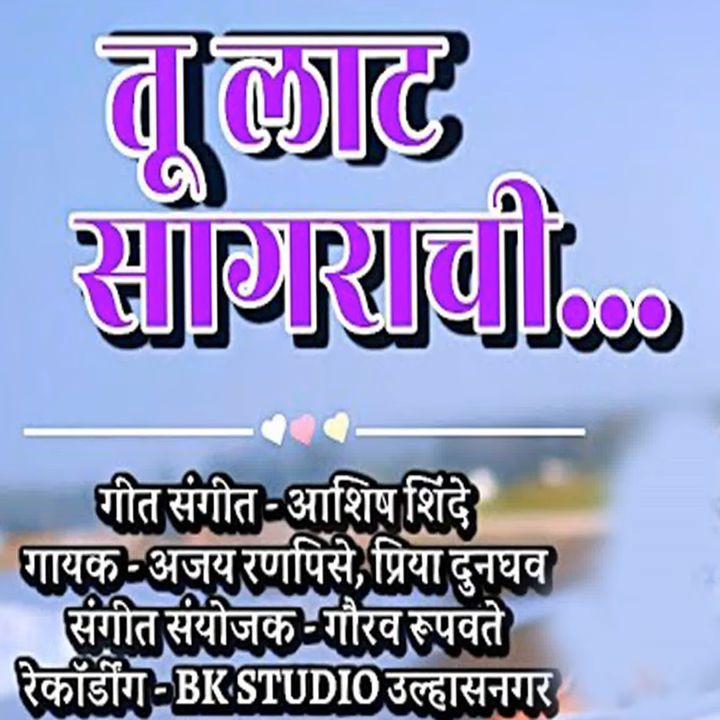 तू लाट
सागराची...
गीत संगीत - आशिष शिंदे
गायक - अजय रणपिसे, प्रिया दुनघव
संगीत संयोजक - गौरव रूपवते
रेकॉर्डींग - BK STUDIO उल्हासनगर